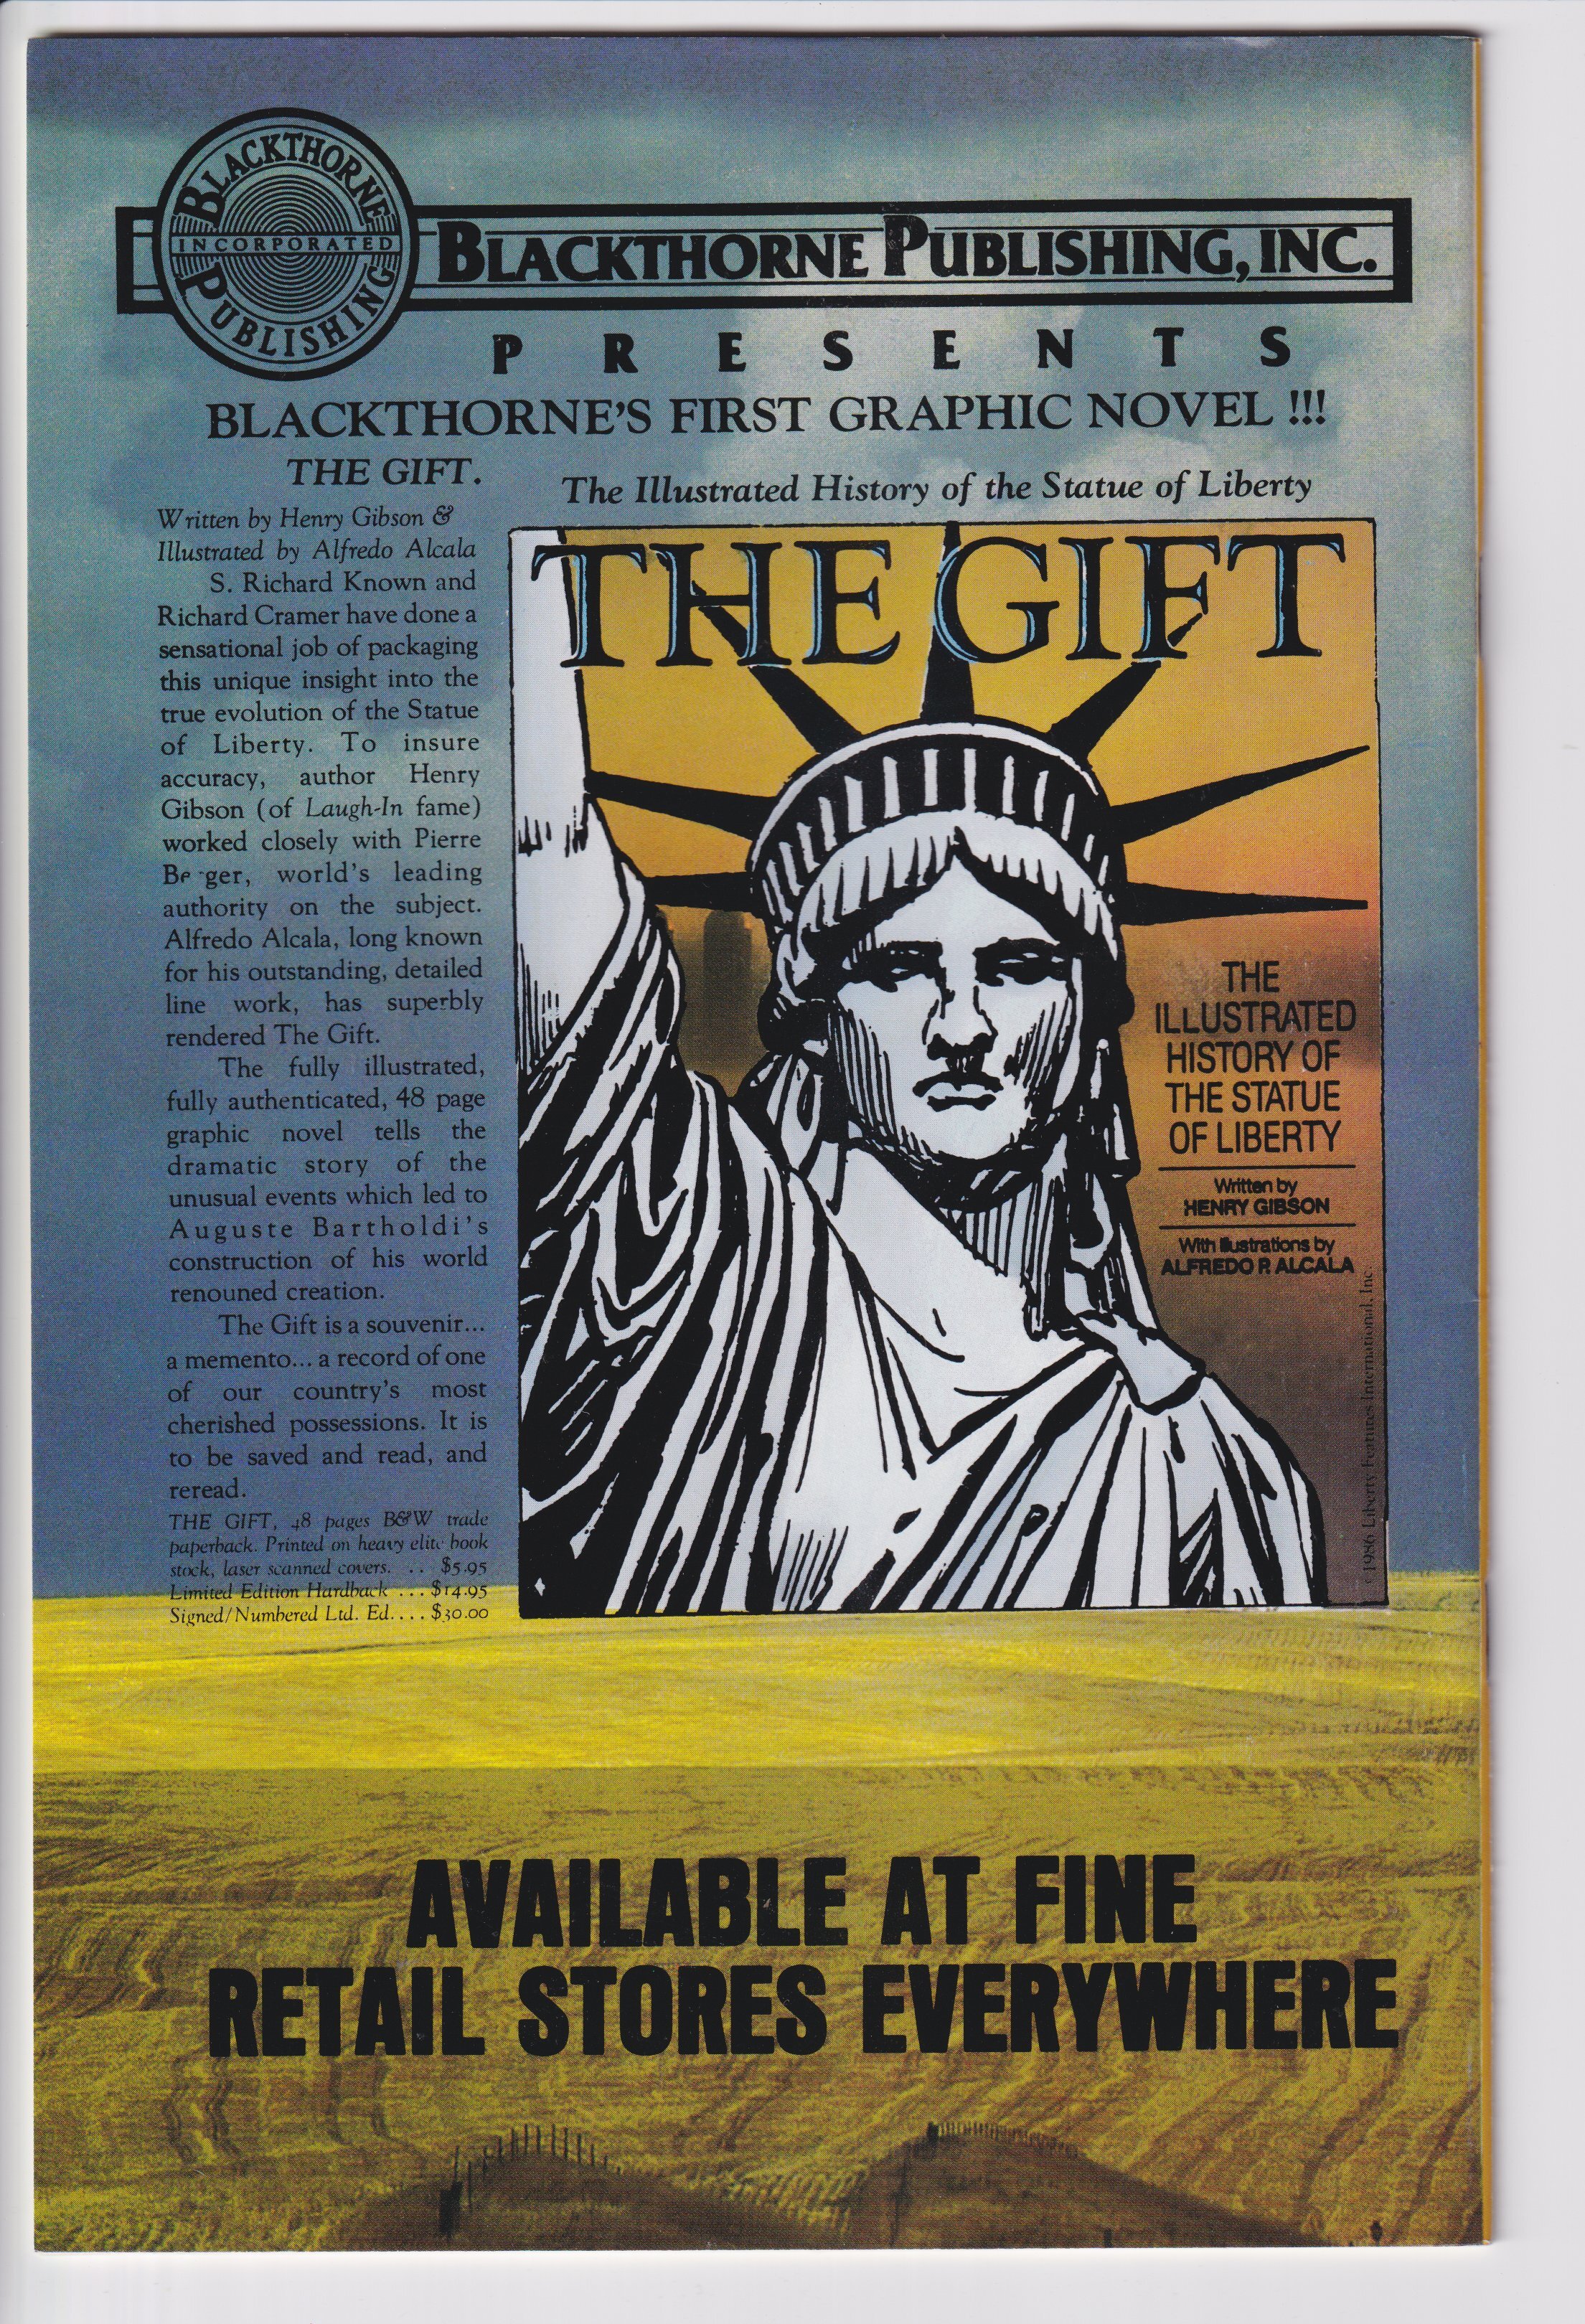 BLACKTHORNE
INCORPORATED
PUBLISHING
BLACKTHORNE PUBLISHING, INC.
PRESENTS
BLACKTHORNE'S FIRST GRAPHIC NOVEL !!!
THE GIFT.
Written by Henry Gibson &
Illustrated by Alfredo Alcala
S. Richard Known and
Richard Cramer have done a
sensational job of packaging
this unique insight into the
true evolution of the Statue
of Liberty. To insure
accuracy, author Henry
Gibson (of Laugh-In fame)
worked closely with Pierre
world's leading
authority on the subject.
Alfredo Alcala, long known
for his outstanding, detailed
line work, has superbly
rendered The Gift.
The fully illustrated,
fully authenticated, 48 page
graphic novel tells the
dramatic story of the
unusual events which led to
Auguste Bartholdi's
construction of his world
renouned creation.
The Gift is a souvenir...
a memento... a record of one
of our country's most
cherished possessions. It is
to be saved and read, and
reread.
THE GIFT, 48 pages B&W trade
paperback. Printed on heavy elite book
stock, laser scanned covers. .. $5.95
Limited Edition Hardback ... $14.95
Signed/Numbered Ltd. Ed. ... $30.00
The Illustrated History of the Statue of Liberty
THE GIFT
THE
ILLUSTRATED
HISTORY OF
THE STATUE
OF LIBERTY
Written by
HENRY GIBSON
With Illustrations by
ALFREDO P. ALCALA
© 1986 Liberty Features International, Inc.
AVAILABLE AT FINE
RETAIL STORES EVERYWHERE